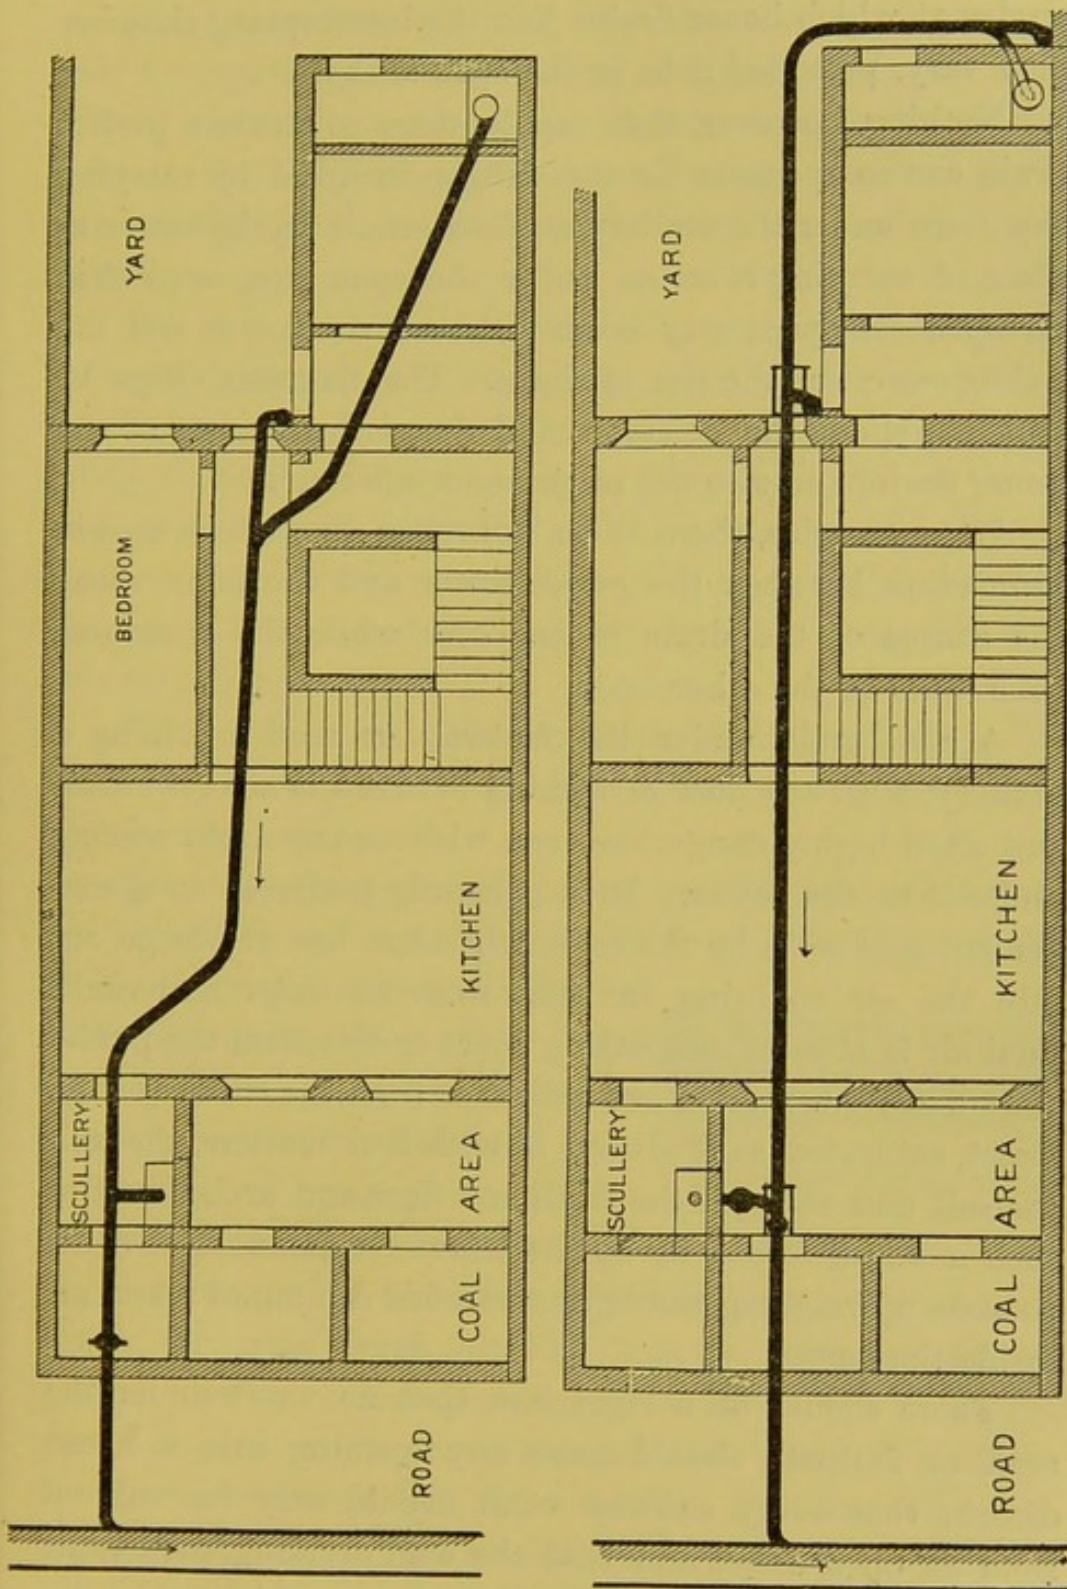 YARD
BEDROOM
KITCHEN
SCULLERY
AREA
COAL
ROAD
YARD
KITCHEN
SCULLERY
AREA
COAL
ROAD